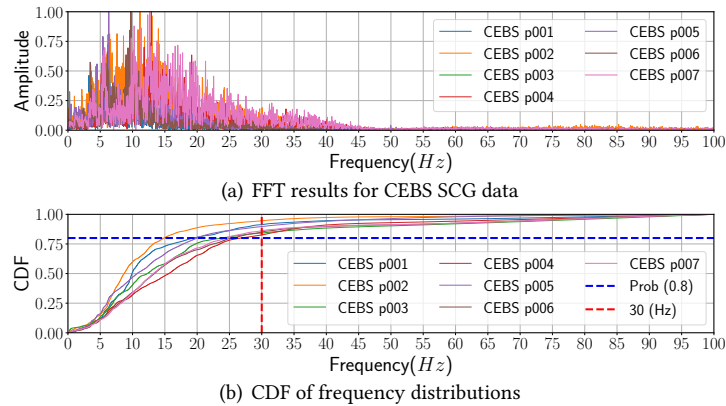 1.00
0.75
0.50
0.25
0.00
Amplitude
CEBS p001
CEBS p002
CEBS p003
CEBS p004
CEBS p005
CEBS p006
CEBS p007
0 5 10 15 20 25 30 35 40 45 50 55 60 65 70 75 80 85 90 95 100
Frequency(Hz)
(a) FFT results for CEBS SCG data
1.00
0.75
0.50
0.25
0.00
CDF
CEBS p001
CEBS p002
CEBS p003
CEBS p004
CEBS p005
CEBS p006
CEBS p007
Prob (0.8)
30 (Hz)
0 5 10 15 20 25 30 35 40 45 50 55 60 65 70 75 80 85 90 95 100
Frequency(Hz)
(b) CDF of frequency distributions